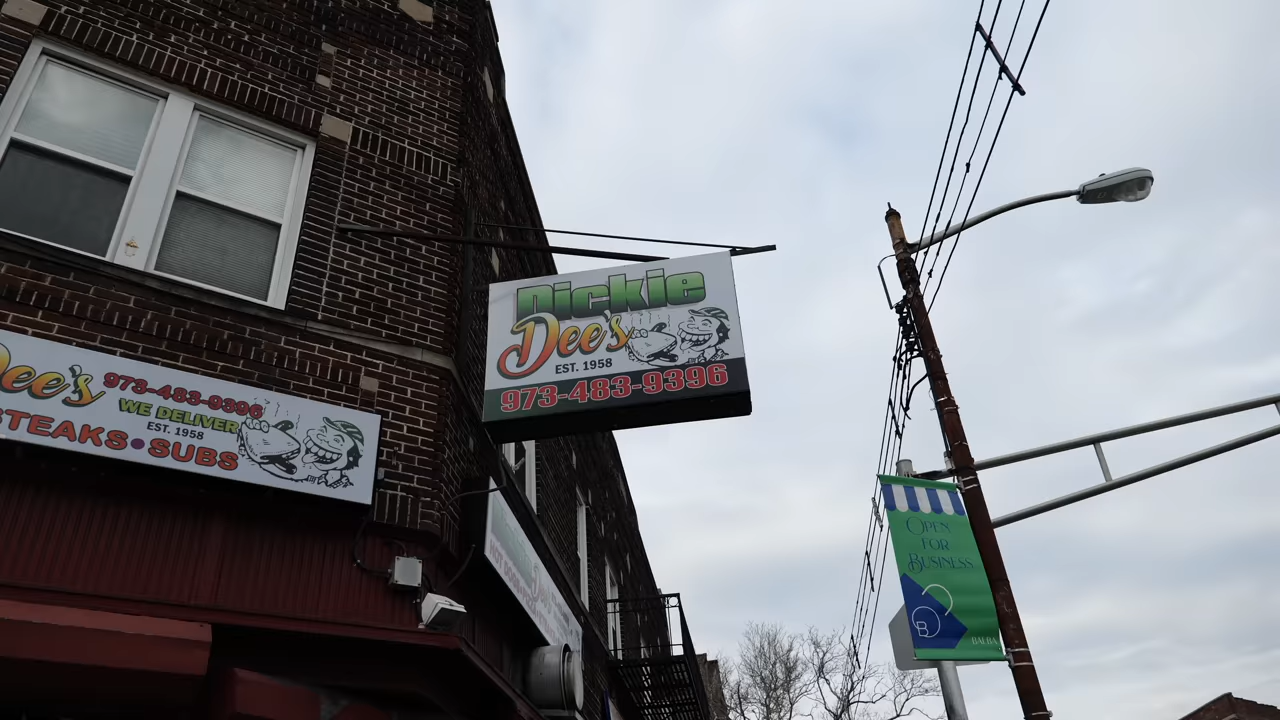 Dickie
Dee's
EST. 1958
973-483-9396
Dee's
973-483-9396
WE DELIVER
EST. 1958
STEAKS • SUBS
OPEN
FOR
BUSINESS
B